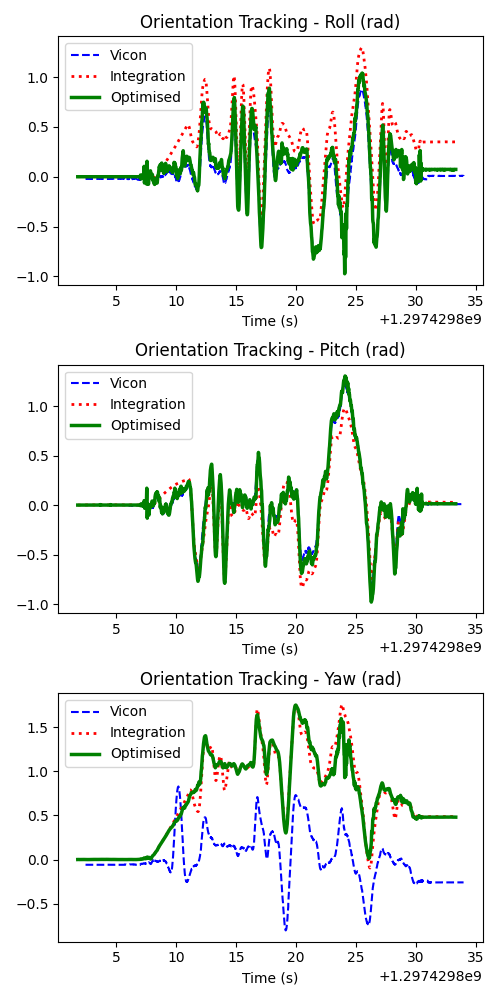 Orientation Tracking - Roll (rad)
Vicon
Integration
Optimised
1.0
0.5
0.0
−0.5
−1.0
5 10 15 20 25 30 35
Time (s)
+1.2974298e9
Orientation Tracking - Pitch (rad)
Vicon
Integration
Optimised
1.0
0.5
0.0
−0.5
−1.0
5 10 15 20 25 30 35
Time (s)
+1.2974298e9
Orientation Tracking - Yaw (rad)
Vicon
Integration
Optimised
1.5
1.0
0.5
0.0
−0.5
5 10 15 20 25 30 35
Time (s)
+1.2974298e9